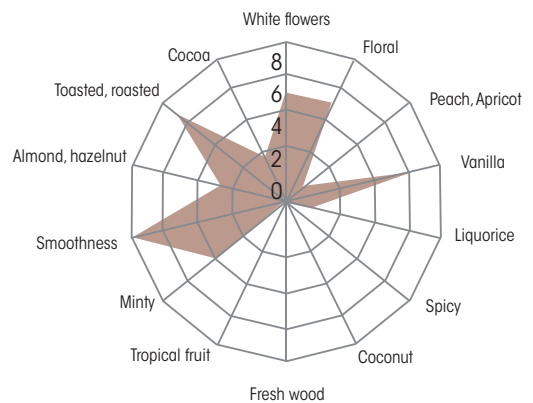 White flowers
Cocoa
Floral
8
Toasted, roasted
6
Peach, Apricot
4
Almond, hazelnut
2
Vanilla
0
Smoothness
Liquorice
Minty
Spicy
Tropical fruit
Coconut
Fresh wood